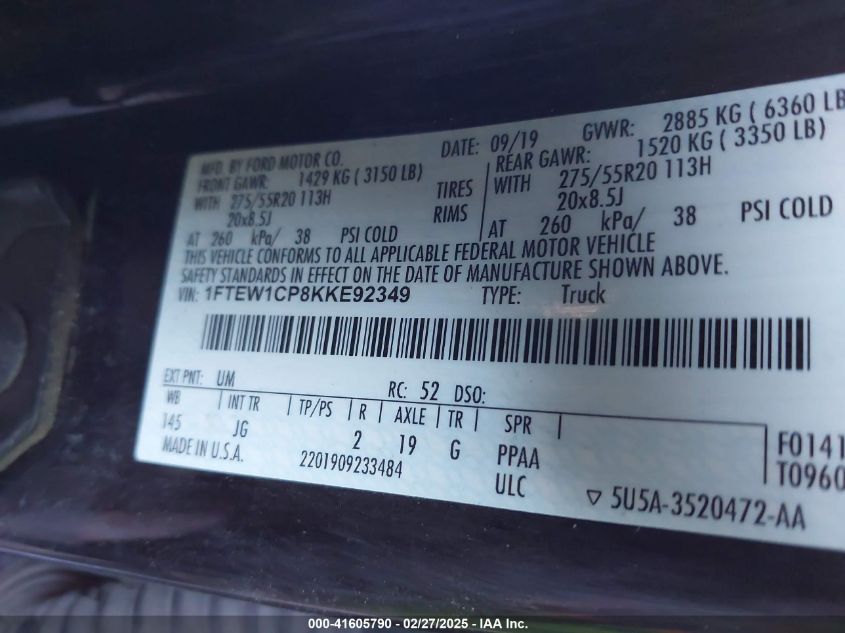 MFD. BY FORD MOTOR CO. DATE: 09/19 GVWR: 2885 KG ( 6360 LB
FRONT GAWR: 1429 KG ( 3150 LB) REAR GAWR: 1520 KG ( 3350 LB)
WITH 275/55R20 113H TIRES WITH 275/55R20 113H
20x8.5J RIMS 20x8.5J
AT 260 kPa/ 38 PSI COLD AT 260 kPa/ 38 PSI COLD
THIS VEHICLE CONFORMS TO ALL APPLICABLE FEDERAL MOTOR VEHICLE
SAFETY STANDARDS IN EFFECT ON THE DATE OF MANUFACTURE SHOWN ABOVE.
VIN: 1FTEW1CP8KKE92349 TYPE: Truck
EXT PNT: UM RC: 52 DSO:
WB INT TR TP/PS R AXLE TR SPR
145 JG 2 19 G PPAA F0141
MADE IN U.S.A. 2201909233484 ULC T0960
▽ 5U5A-3520472-AA
000-41605790 - 02/27/2025 - IAA Inc.